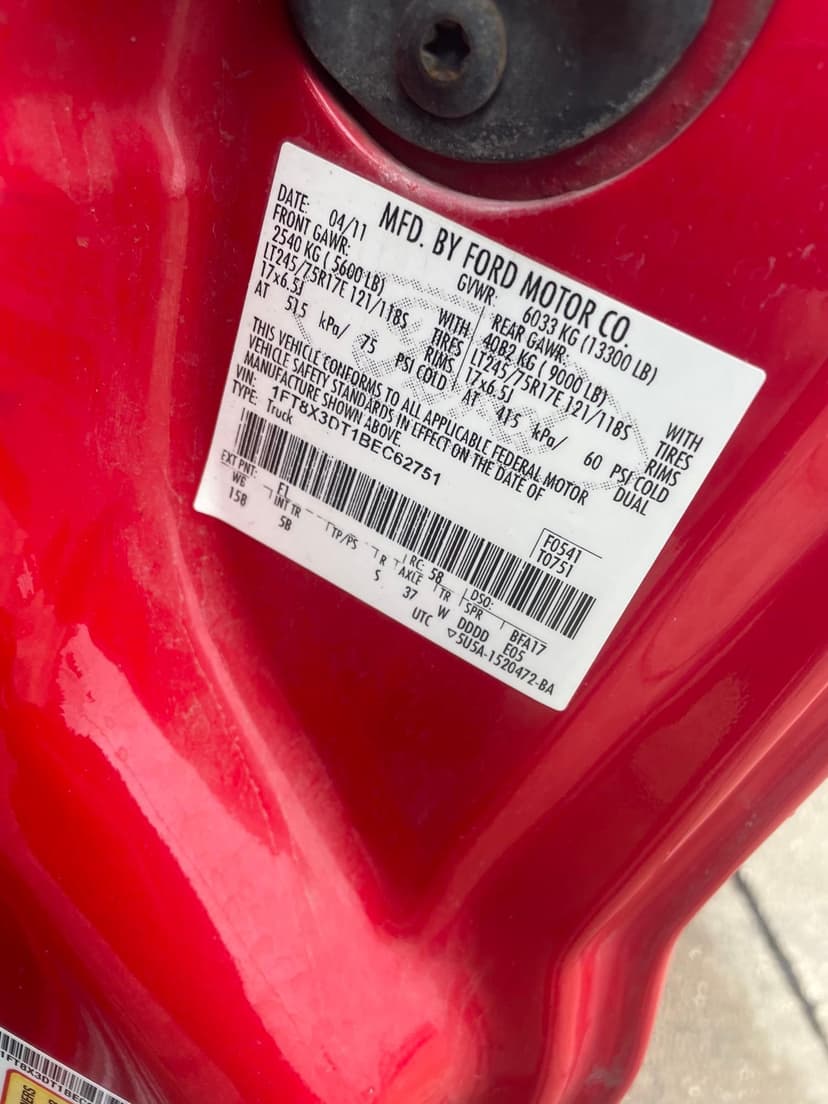 MFD. BY FORD MOTOR CO.
DATE: 04/11
GVWR: 6033 KG (13300 LB)
FRONT GAWR:
2540 KG ( 5600 LB) WITH
LT245/75R17E 121/118S TIRES
17x6.5J RIMS
AT 515 kPa/ 75 PSI COLD
REAR GAWR:
4082 KG ( 9000 LB) WITH
LT245/75R17E 121/118S TIRES
17x6.5J RIMS
AT 415 kPa/ 60 PSI COLD
DUAL
THIS VEHICLE CONFORMS TO ALL APPLICABLE FEDERAL MOTOR
VEHICLE SAFETY STANDARDS IN EFFECT ON THE DATE OF
MANUFACTURE SHOWN ABOVE.
VIN: 1FT8X3DT1BEC62751
TYPE: Truck
F0541
T0751
EXT PNT: F1 RC: 58 DSO:
WB INT TR TP/PS R AXLE TR SPR BFA17
158 5B S 37 W DDDD E05
UTC ▽5U5A-1520472-BA
1FT8X3DT1BEC